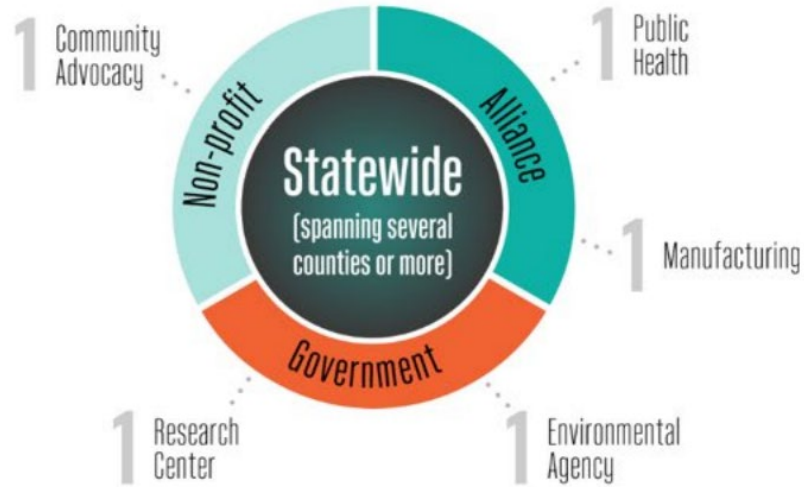 1 Community
Advocacy
1 Public
Health
Non-profit
Alliance
Statewide
(spanning several
counties or more)
1 Manufacturing
Government
1 Research
Center
1 Environmental
Agency